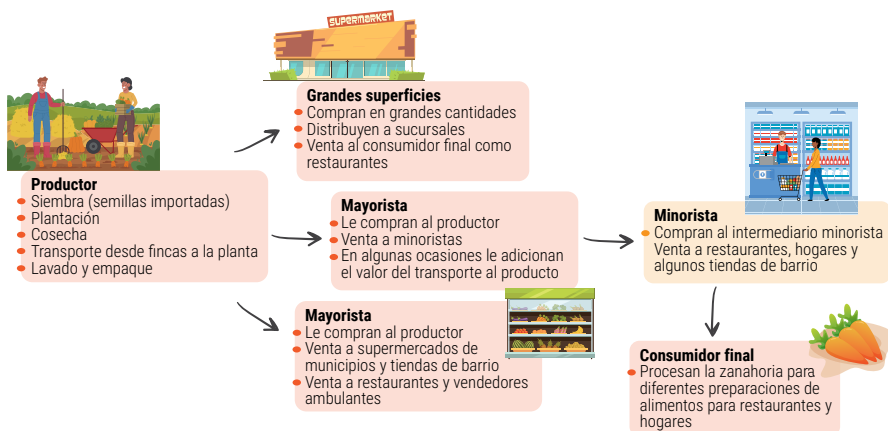 SUPERMARKET
Grandes superficies
Compran en grandes cantidades
Distribuyen a sucursales
Venta al consumidor final como
restaurantes
Productor
Siembra (semillas importadas)
Plantación
Cosecha
Transporte desde fincas a la planta
Lavado y empaque
Mayorista
Le compran al productor
Venta a minoristas
En algunas ocasiones le adicionan
el valor del transporte al producto
Minorista
Compran al intermediario minorista
Venta a restaurantes, hogares y
algunos tiendas de barrio
Mayorista
Le compran al productor
Venta a supermercados de
municipios y tiendas de barrio
Venta a restaurantes y vendedores
ambulantes
Consumidor final
Procesan la zanahoria para
diferentes preparaciones de
alimentos para restaurantes y
hogares